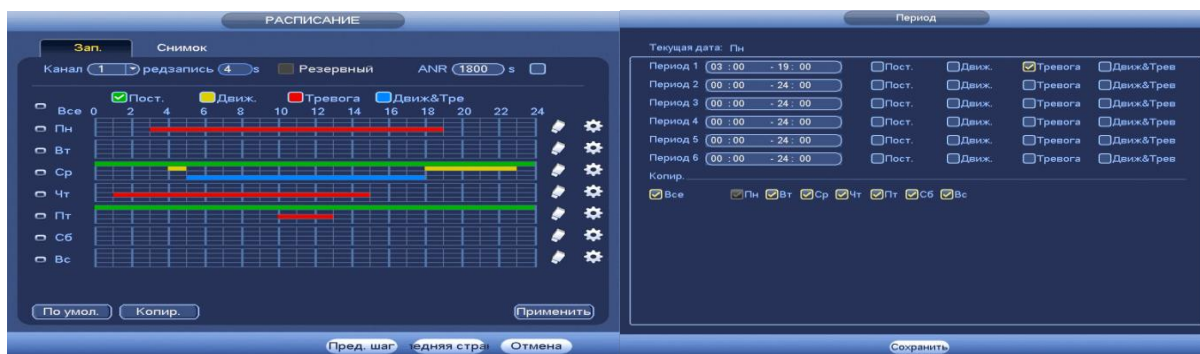 РАСПИСАНИЕ
Зап. Снимок
Канал 1 редзапись 4 s Резервный ANR 1800 s
Пост. Движ. Тревога Движ&Тре
Все 0 2 4 6 8 10 12 14 16 18 20 22 24
Пн
Вт
Ср
Чт
Пт
Сб
Вс
По умол. Копир. Применить
Пред. шаг едняя стра Отмена
Период
Текущая дата: Пн
Период 1 03 :00 - 19 : 00 Пост. Движ. Тревога Движ&Трев
Период 2 00 :00 - 24 : 00 Пост. Движ. Тревога Движ&Трев
Период 3 00 :00 - 24 : 00 Пост. Движ. Тревога Движ&Трев
Период 4 00 :00 - 24 : 00 Пост. Движ. Тревога Движ&Трев
Период 5 00 :00 - 24 : 00 Пост. Движ. Тревога Движ&Трев
Период 6 00 :00 - 24 : 00 Пост. Движ. Тревога Движ&Трев
Копир.
Все Пн Вт Ср Чт Пт Сб Вс
Сохранить